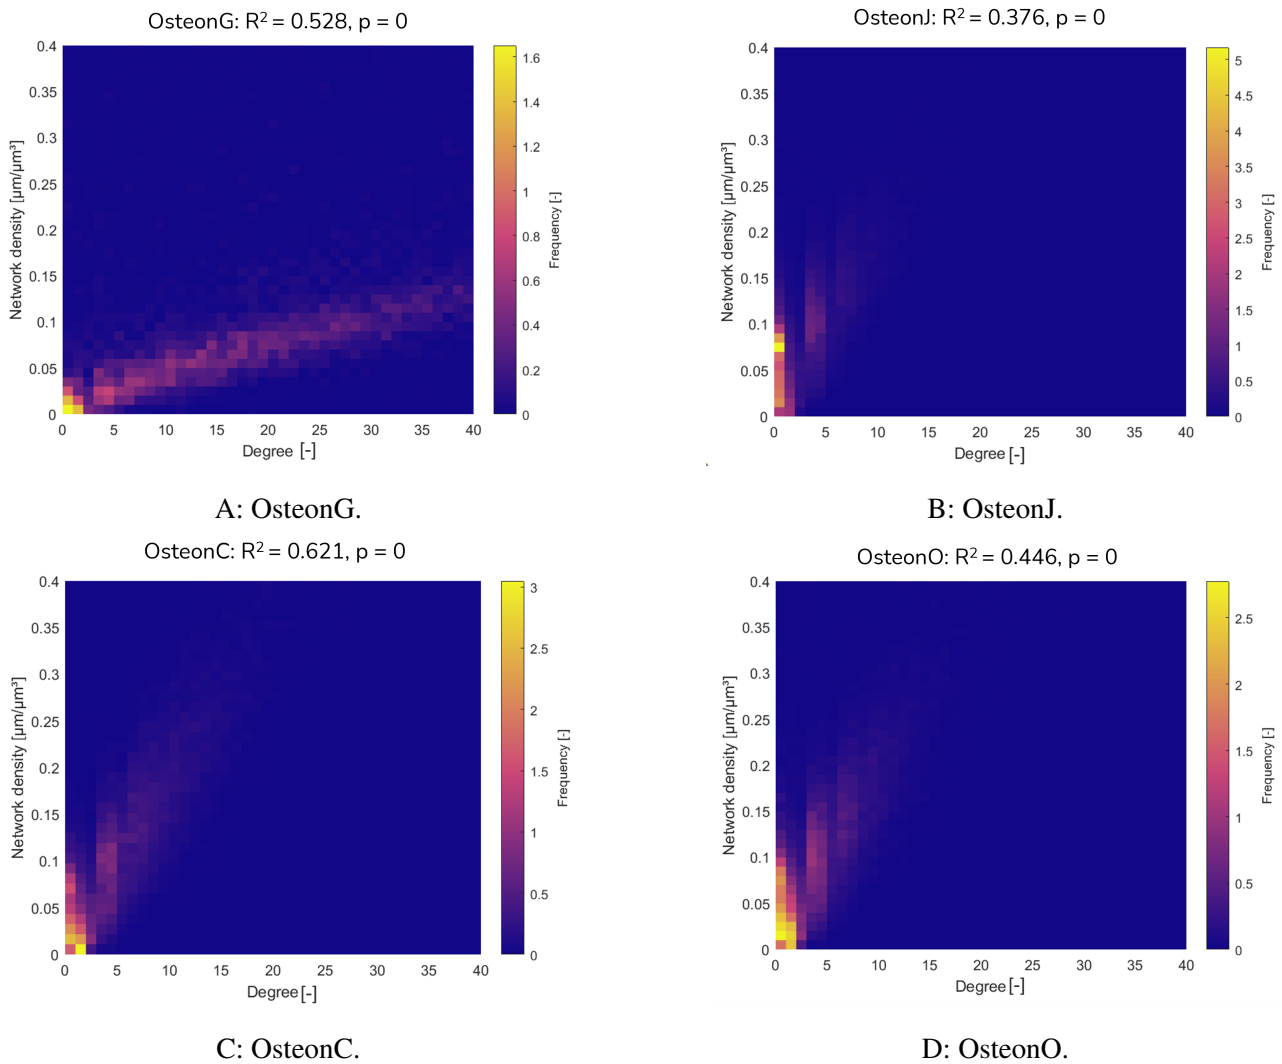 OsteonG: R² = 0.528, p = 0
0.4
0.35
0.3
0.25
0.2
0.15
0.1
0.05
0
Network density [μm/μm³]
0 5 10 15 20 25 30 35 40
Degree [-]
1.6
1.4
1.2
1
0.8
0.6
0.4
0.2
0
Frequency [-]
A: OsteonG.
OsteonJ: R² = 0.376, p = 0
0.4
0.35
0.3
0.25
0.2
0.15
0.1
0.05
0
Network density [μm/μm³]
0 5 10 15 20 25 30 35 40
Degree [-]
5
4.5
4
3.5
3
2.5
2
1.5
1
0.5
0
Frequency [-]
B: OsteonJ.
OsteonC: R² = 0.621, p = 0
0.4
0.35
0.3
0.25
0.2
0.15
0.1
0.05
0
Network density [μm/μm³]
0 5 10 15 20 25 30 35 40
Degree [-]
3
2.5
2
1.5
1
0.5
0
Frequency [-]
C: OsteonC.
OsteonO: R² = 0.446, p = 0
0.4
0.35
0.3
0.25
0.2
0.15
0.1
0.05
0
Network density [μm/μm³]
0 5 10 15 20 25 30 35 40
Degree [-]
2.5
2
1.5
1
0.5
0
Frequency [-]
D: OsteonO.